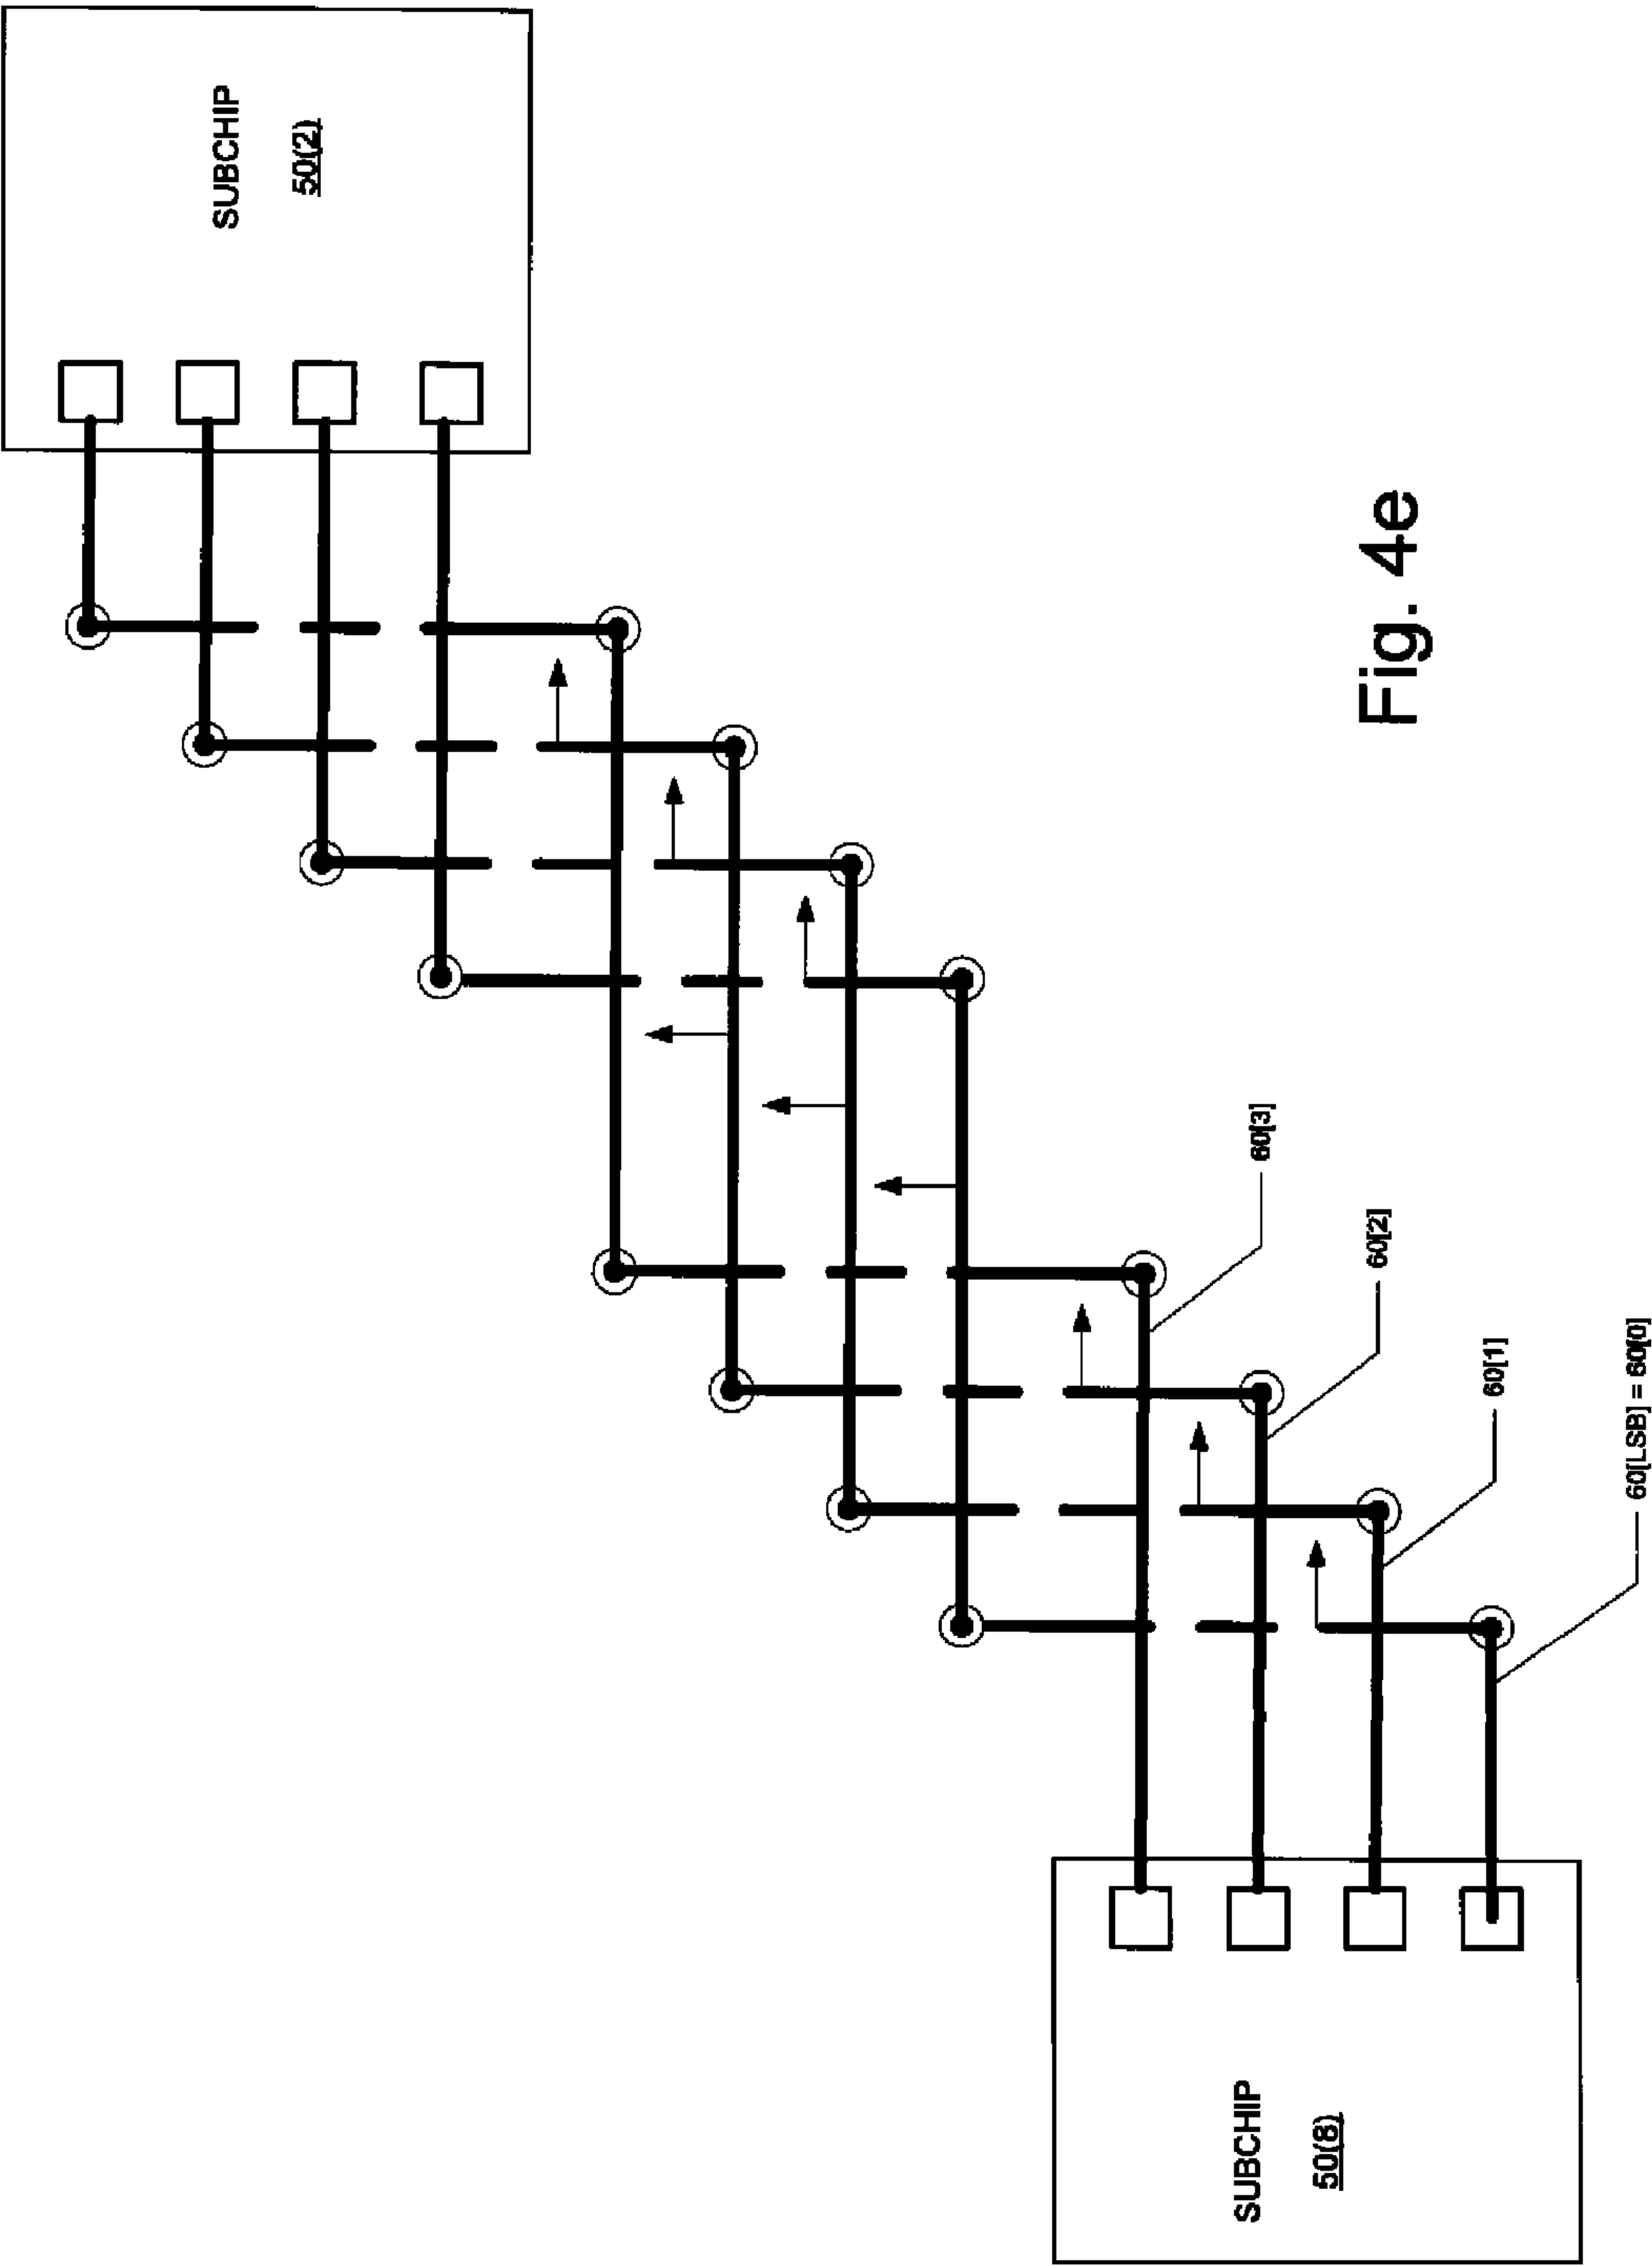 SUBCHIP
50(8)
60[LSB] = 60[0]
60[1]
60[2]
60[3]
SUBCHIP
50(2)
Fig. 4e